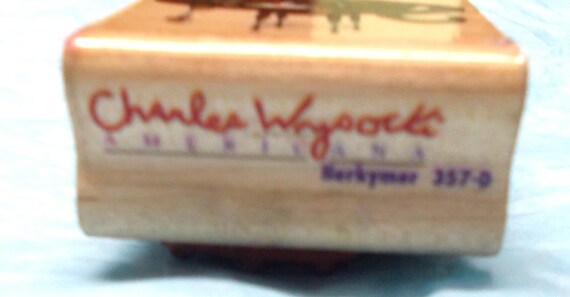 Charles Wysocki
AMERICANA
Herkymer 357-D